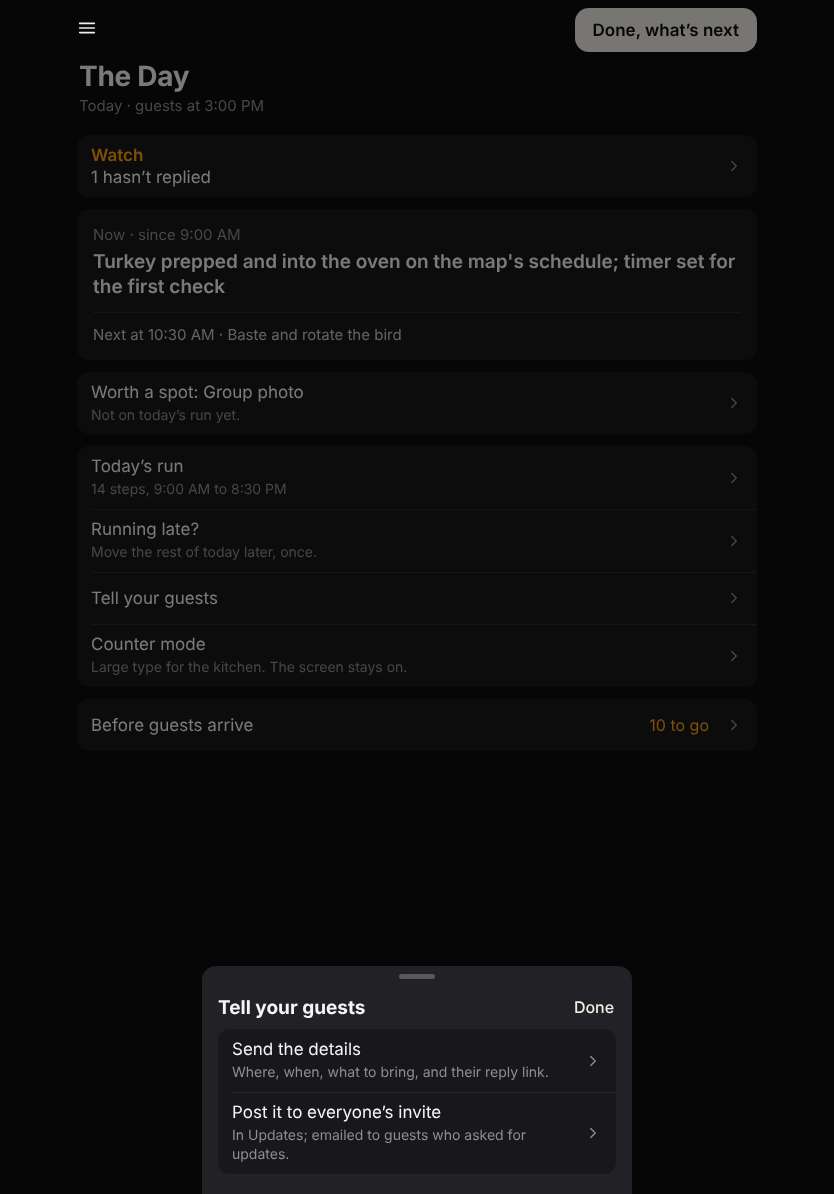 Done, what’s next
The Day
Today · guests at 3:00 PM
Watch
1 hasn’t replied
Now · since 9:00 AM
Turkey prepped and into the oven on the map's schedule; timer set for
the first check
Next at 10:30 AM · Baste and rotate the bird
Worth a spot: Group photo
Not on today’s run yet.
Today’s run
14 steps, 9:00 AM to 8:30 PM
Running late?
Move the rest of today later, once.
Tell your guests
Counter mode
Large type for the kitchen. The screen stays on.
Before guests arrive
10 to go
Tell your guests
Done
Send the details
Where, when, what to bring, and their reply link.
Post it to everyone’s invite
In Updates; emailed to guests who asked for
updates.